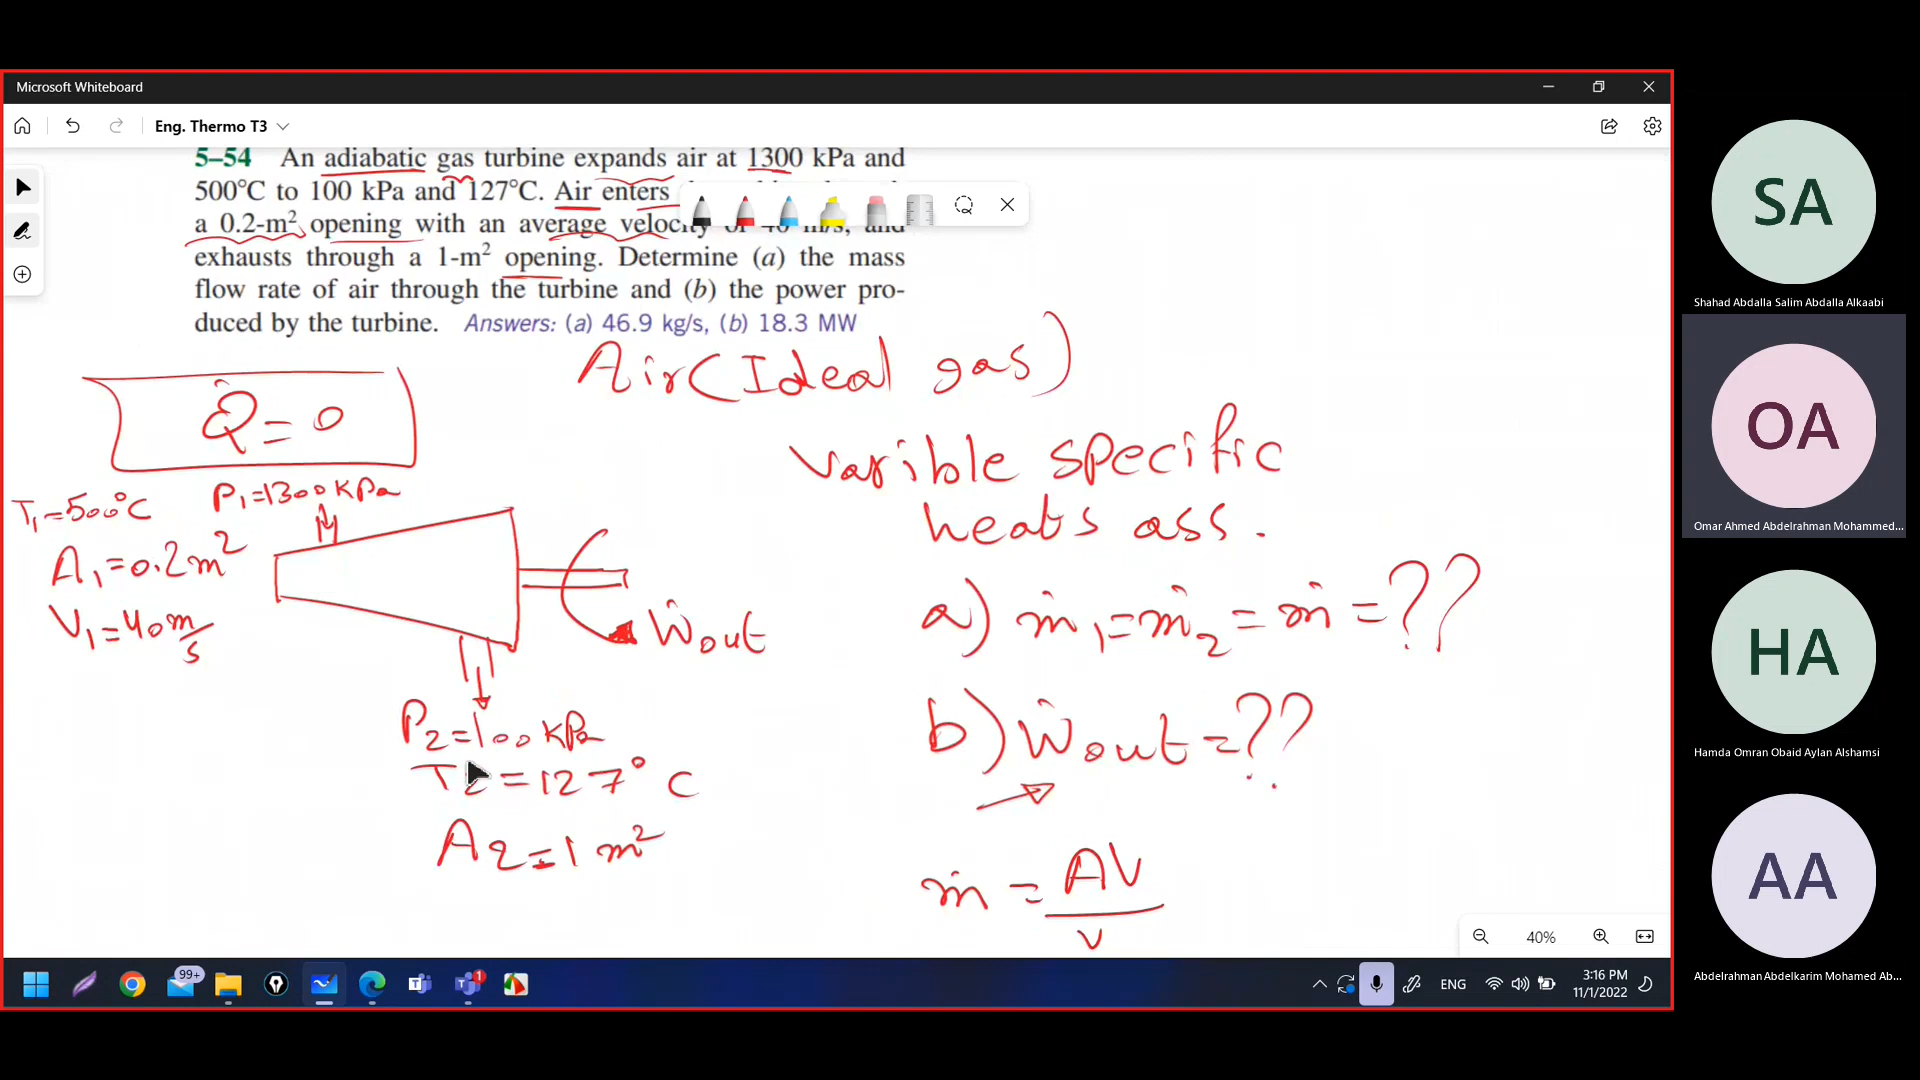 Microsoft Whiteboard
Eng. Thermo T3
5–54 An adiabatic gas turbine expands air at 1300 kPa and
500°C to 100 kPa and 127°C. Air enters
a 0.2-m² opening with an average velocity of 40 m/s, and
exhausts through a 1-m² opening. Determine (a) the mass
flow rate of air through the turbine and (b) the power pro-
duced by the turbine. Answers: (a) 46.9 kg/s, (b) 18.3 MW
Air (Ideal gas)
Q̇ = 0
varible specific
heats ass.
T₁=500°C
P₁=1300 kPa
A₁=0.2m²
V₁=40 m/s
Ẇout
a) ṁ₁=ṁ₂=ṁ=??
P₂=100 kPa
T₂=127°C
A₂=1 m²
b) Ẇout=??
ṁ = AV/v
40%
SA
Shahad Abdalla Salim Abdalla Alkaabi
OA
Omar Ahmed Abdelrahman Mohammed...
HA
Hamda Omran Obaid Aylan Alshamsi
AA
Abdelrahman Abdelkarim Mohamed Ab...
99+
1
ENG
3:16 PM
11/1/2022